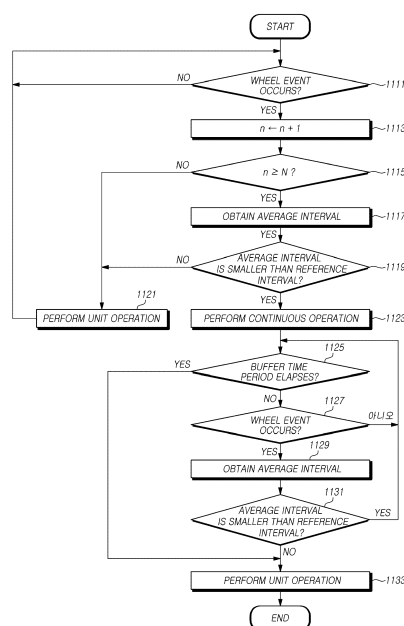 START
WHEEL EVENT
OCCURS?
NO
1111
YES
n ← n + 1
1113
n ≥ N ?
NO
1115
YES
OBTAIN AVERAGE INTERVAL
1117
YES
AVERAGE INTERVAL
IS SMALLER THAN REFERENCE
INTERVAL?
NO
1119
YES
1121
PERFORM UNIT OPERATION
PERFORM CONTINUOUS OPERATION
1123
1125
YES
BUFFER TIME
PERIOD ELAPSES?
NO
1127
WHEEL EVENT
OCCURS?
아니오
YES
1129
OBTAIN AVERAGE INTERVAL
1131
AVERAGE INTERVAL
IS SMALLER THAN REFERENCE
INTERVAL?
YES
NO
PERFORM UNIT OPERATION
1133
END